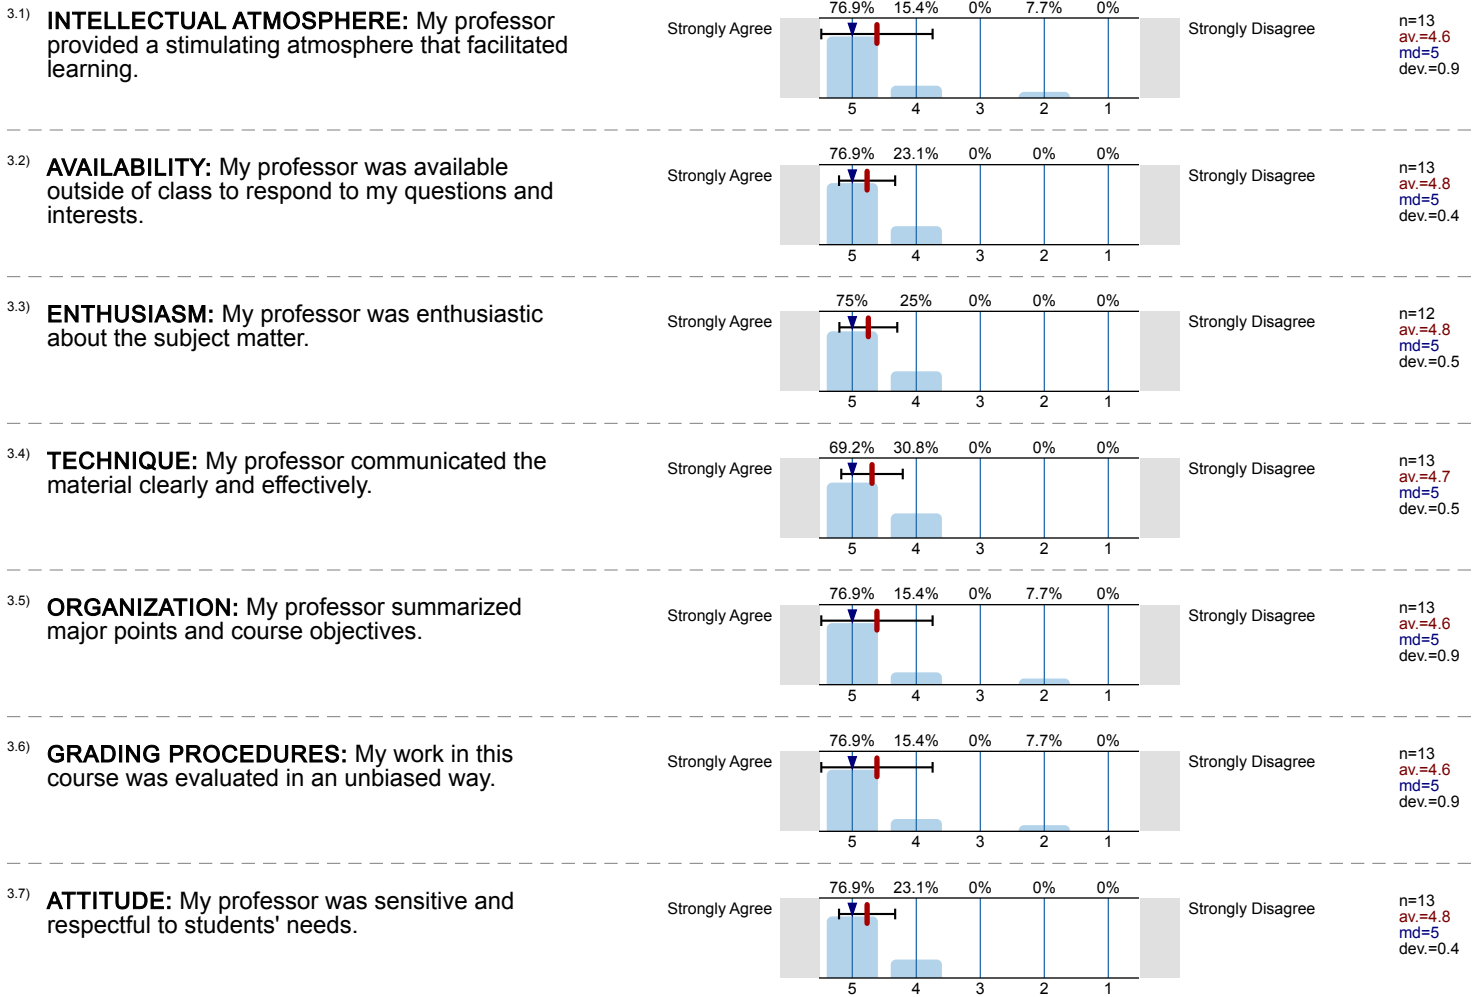 3.1) INTELLECTUAL ATMOSPHERE: My professor
provided a stimulating atmosphere that facilitated
learning.
76.9% 15.4% 0% 7.7% 0%
Strongly Agree
Strongly Disagree
n=13
av.=4.6
md=5
dev.=0.9
5 4 3 2 1
3.2) AVAILABILITY: My professor was available
outside of class to respond to my questions and
interests.
76.9% 23.1% 0% 0% 0%
Strongly Agree
Strongly Disagree
n=13
av.=4.8
md=5
dev.=0.4
5 4 3 2 1
3.3) ENTHUSIASM: My professor was enthusiastic
about the subject matter.
75% 25% 0% 0% 0%
Strongly Agree
Strongly Disagree
n=12
av.=4.8
md=5
dev.=0.5
5 4 3 2 1
3.4) TECHNIQUE: My professor communicated the
material clearly and effectively.
69.2% 30.8% 0% 0% 0%
Strongly Agree
Strongly Disagree
n=13
av.=4.7
md=5
dev.=0.5
5 4 3 2 1
3.5) ORGANIZATION: My professor summarized
major points and course objectives.
76.9% 15.4% 0% 7.7% 0%
Strongly Agree
Strongly Disagree
n=13
av.=4.6
md=5
dev.=0.9
5 4 3 2 1
3.6) GRADING PROCEDURES: My work in this
course was evaluated in an unbiased way.
76.9% 15.4% 0% 7.7% 0%
Strongly Agree
Strongly Disagree
n=13
av.=4.6
md=5
dev.=0.9
5 4 3 2 1
3.7) ATTITUDE: My professor was sensitive and
respectful to students' needs.
76.9% 23.1% 0% 0% 0%
Strongly Agree
Strongly Disagree
n=13
av.=4.8
md=5
dev.=0.4
5 4 3 2 1